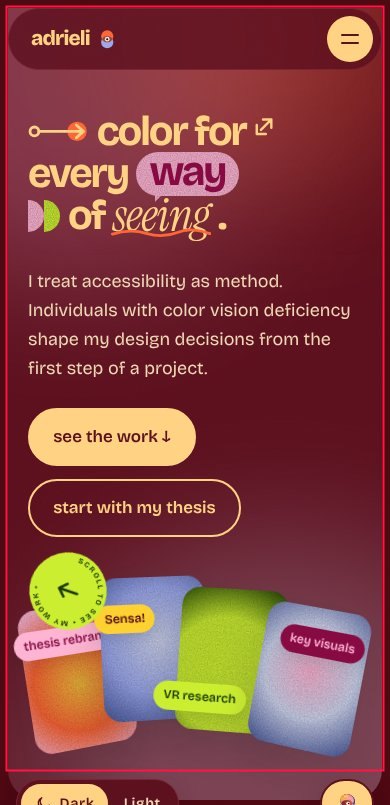 adrieli
color for
every way
of seeing .
I treat accessibility as method.
Individuals with color vision deficiency
shape my design decisions from the
first step of a project.
see the work ↓
start with my thesis
SCROLL TO SEE • MY WORK •
thesis rebran
Sensa!
VR research
key visuals
Dark
Light